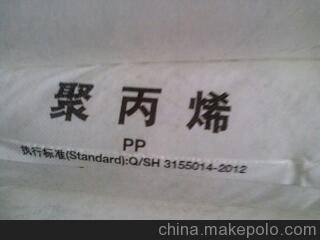 聚丙烯
PP
执行标准(Standard):Q/SH 3155014-2012
china.makepolo.com